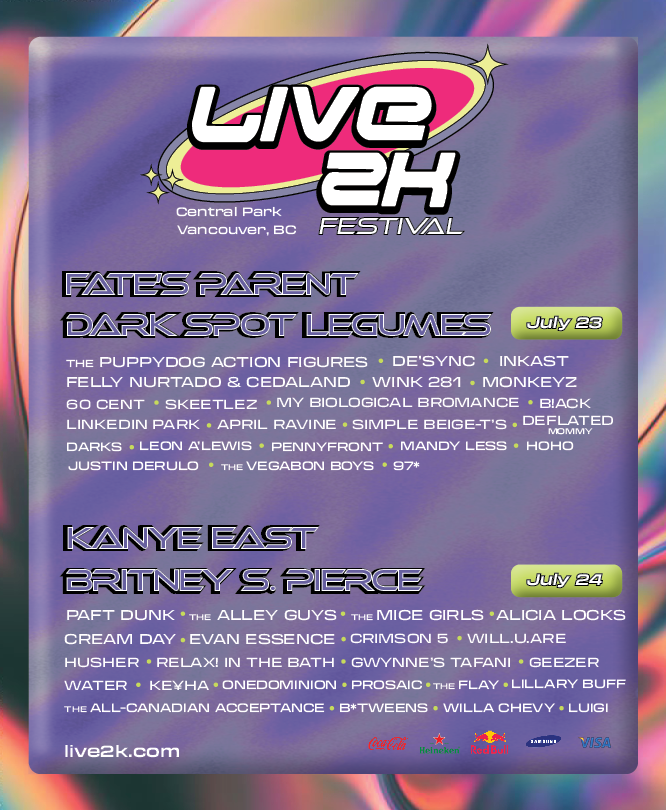 LIVE
2K
FESTIVAL
Central Park
Vancouver, BC
FATE'S PARENT
DARK SPOT LEGUMES
July 23
THE PUPPYDOG ACTION FIGURES • DE'SYNC • INKAST
FELLY NURTADO & CEDALAND • WINK 281 • MONKEYZ
60 CENT • SKEETLEZ • MY BIOLOGICAL BROMANCE • B!ACK
LINKEDIN PARK • APRIL RAVINE • SIMPLE BEIGE-T'S • DEFLATED MOMMY
DARKS • LEON A'LEWIS • PENNYFRONT • MANDY LESS • HOHO
JUSTIN DERULO • THE VEGABON BOYS • 97*
KANYE EAST
BRITNEY S. PIERCE
July 24
PAFT DUNK • THE ALLEY GUYS • THE MICE GIRLS • ALICIA LOCKS
CREAM DAY • EVAN ESSENCE • CRIMSON 5 • WILL.U.ARE
HUSHER • RELAX! IN THE BATH • GWYNNE'S TAFANI • GEEZER
WATER • KE¥HA • ONEDOMINION • PROSAIC • THE FLAY • LILLARY BUFF
THE ALL-CANADIAN ACCEPTANCE • B*TWEENS • WILLA CHEVY • LUIGI
live2k.com
Coca-Cola
Heineken
Red Bull
SAMSUNG
VISA